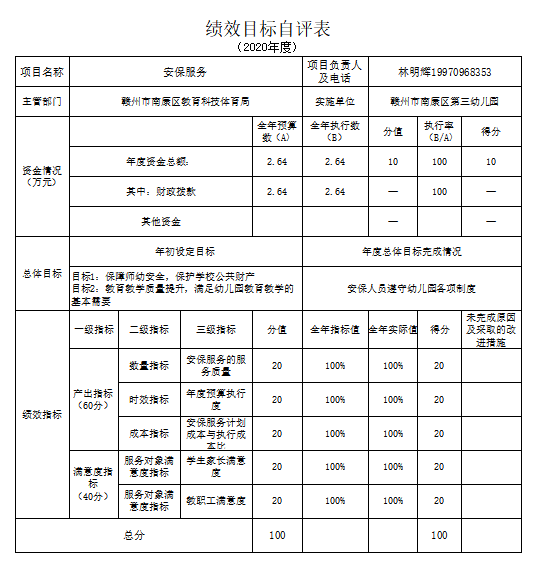 绩效目标自评表
（2020年度）
项目名称 安保服务 项目负责人及电话 林明辉19970968353
主管部门 赣州市南康区教育科技体育局 实施单位 赣州市南康区第三幼儿园
资金情况（万元） 全年预算数（A） 全年执行数（B） 分值 执行率（B/A) 得分
年度资金总额： 2.64 2.64 10 100 10
其中：财政拨款 2.64 2.64 — 100 —
其他资金 — —
总体目标 年初设定目标 年度总体目标完成情况
目标1：保障师幼安全，保护学校公共财产
目标2：教育教学质量提升，满足幼儿园教育教学的基本需要
安保人员遵守幼儿园各项制度
绩效指标 一级指标 二级指标 三级指标 分值 全年指标值 全年实际值 得分 未完成原因及采取的改进措施
产出指标（60分） 数量指标 安保服务的服务质量 20 100% 100% 20
时效指标 年度预算执行度 20 100% 100% 20
成本指标 安保服务计划成本与执行成本比 20 100% 100% 20
满意度指标（40分） 服务对象满意度指标 学生家长满意度 20 100% 100% 20
服务对象满意度指标 教职工满意度 20 100% 100% 20
总分 100 100